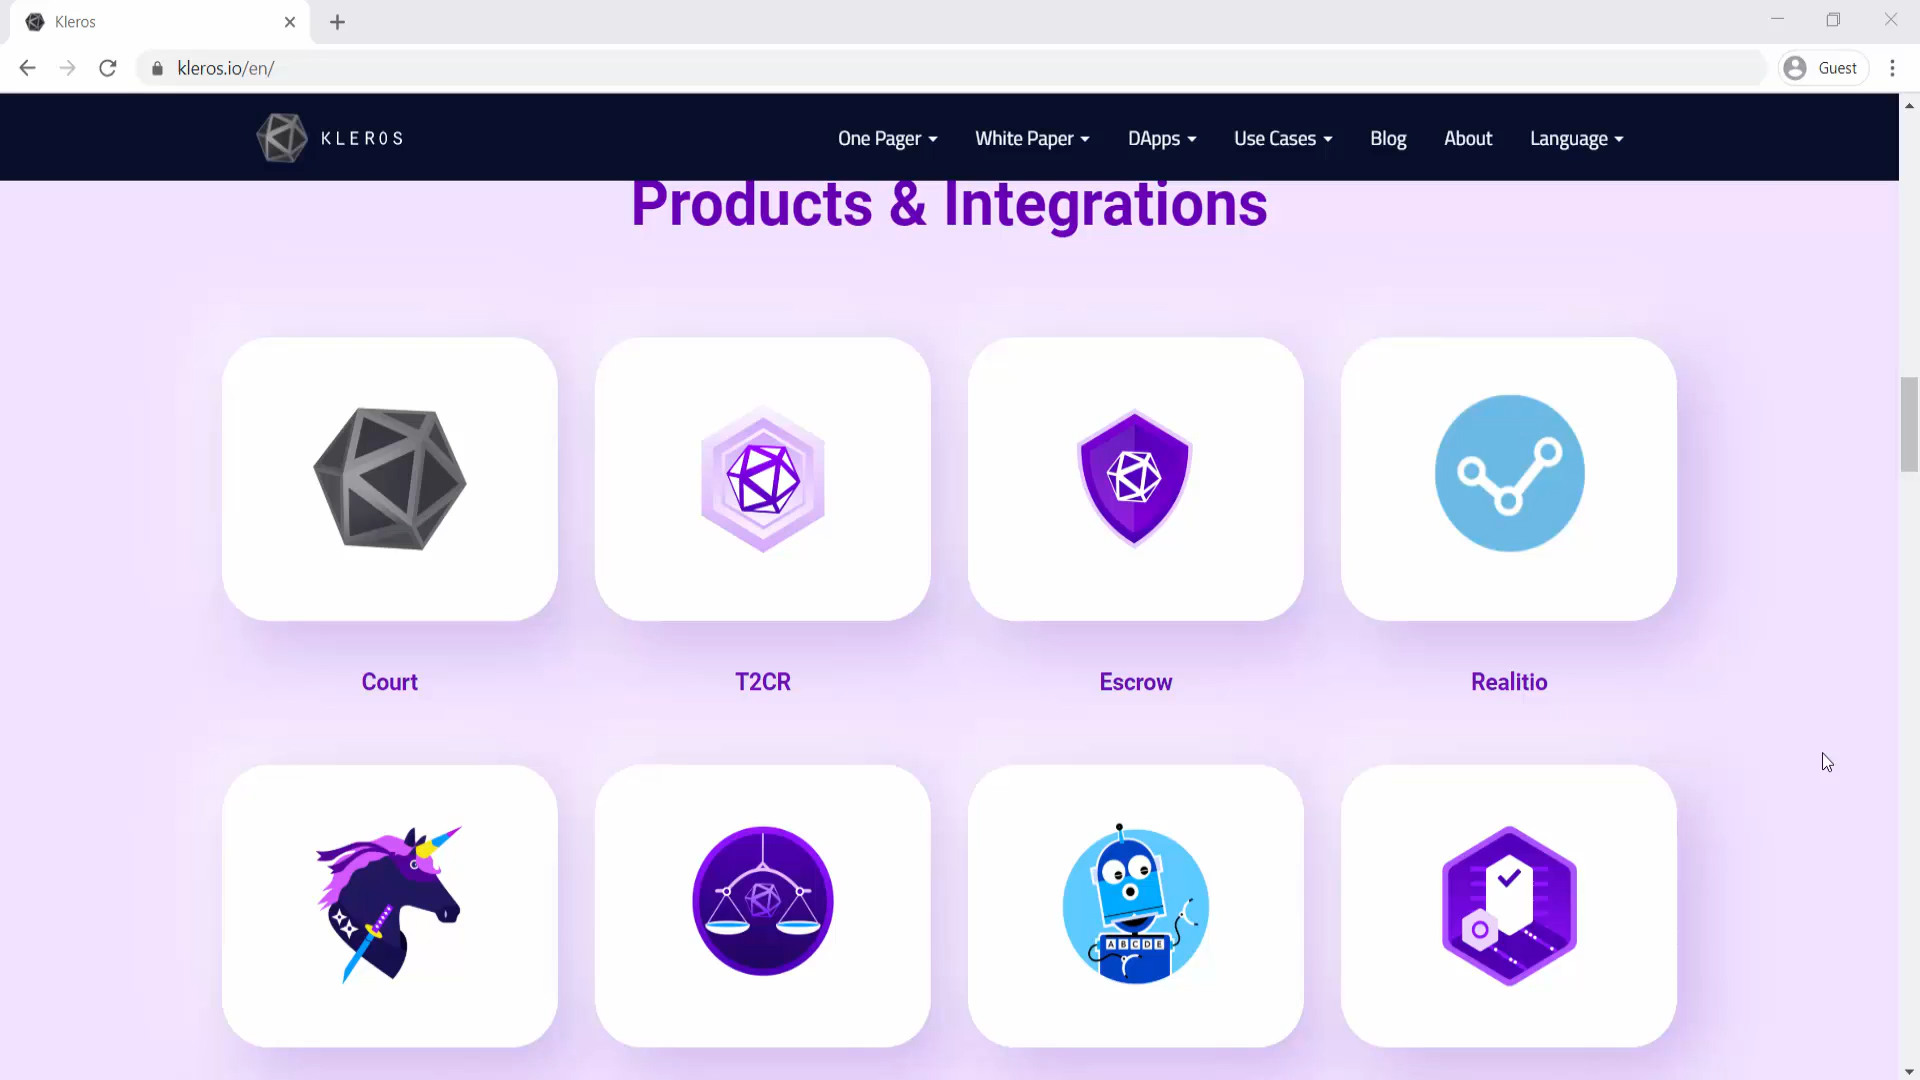 Kleros
kleros.io/en/
Guest
KLEROS
One Pager
White Paper
DApps
Use Cases
Blog
About
Language
Products & Integrations
Court
T2CR
Escrow
Realitio
A B C D E